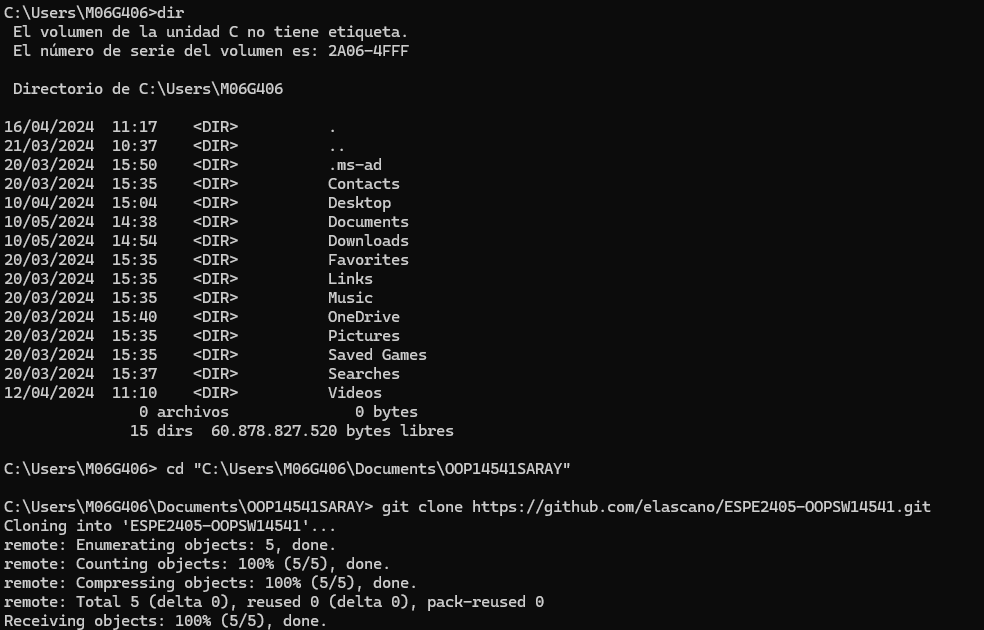 C:\Users\M06G406>dir
El volumen de la unidad C no tiene etiqueta.
El número de serie del volumen es: 2A06-4FFF
Directorio de C:\Users\M06G406
16/04/2024  11:17    <DIR>          .
21/03/2024  10:37    <DIR>          ..
20/03/2024  15:50    <DIR>          .ms-ad
20/03/2024  15:35    <DIR>          Contacts
10/04/2024  15:04    <DIR>          Desktop
10/05/2024  14:38    <DIR>          Documents
10/05/2024  14:54    <DIR>          Downloads
20/03/2024  15:35    <DIR>          Favorites
20/03/2024  15:35    <DIR>          Links
20/03/2024  15:35    <DIR>          Music
20/03/2024  15:40    <DIR>          OneDrive
20/03/2024  15:35    <DIR>          Pictures
20/03/2024  15:35    <DIR>          Saved Games
20/03/2024  15:37    <DIR>          Searches
12/04/2024  11:10    <DIR>          Videos
0 archivos              0 bytes
15 dirs  60.878.827.520 bytes libres
C:\Users\M06G406> cd "C:\Users\M06G406\Documents\OOP14541SARAY"
C:\Users\M06G406\Documents\OOP14541SARAY> git clone https://github.com/elascano/ESPE2405-OOPSW14541.git
Cloning into 'ESPE2405-OOPSW14541'...
remote: Enumerating objects: 5, done.
remote: Counting objects: 100% (5/5), done.
remote: Compressing objects: 100% (5/5), done.
remote: Total 5 (delta 0), reused 0 (delta 0), pack-reused 0
Receiving objects: 100% (5/5), done.